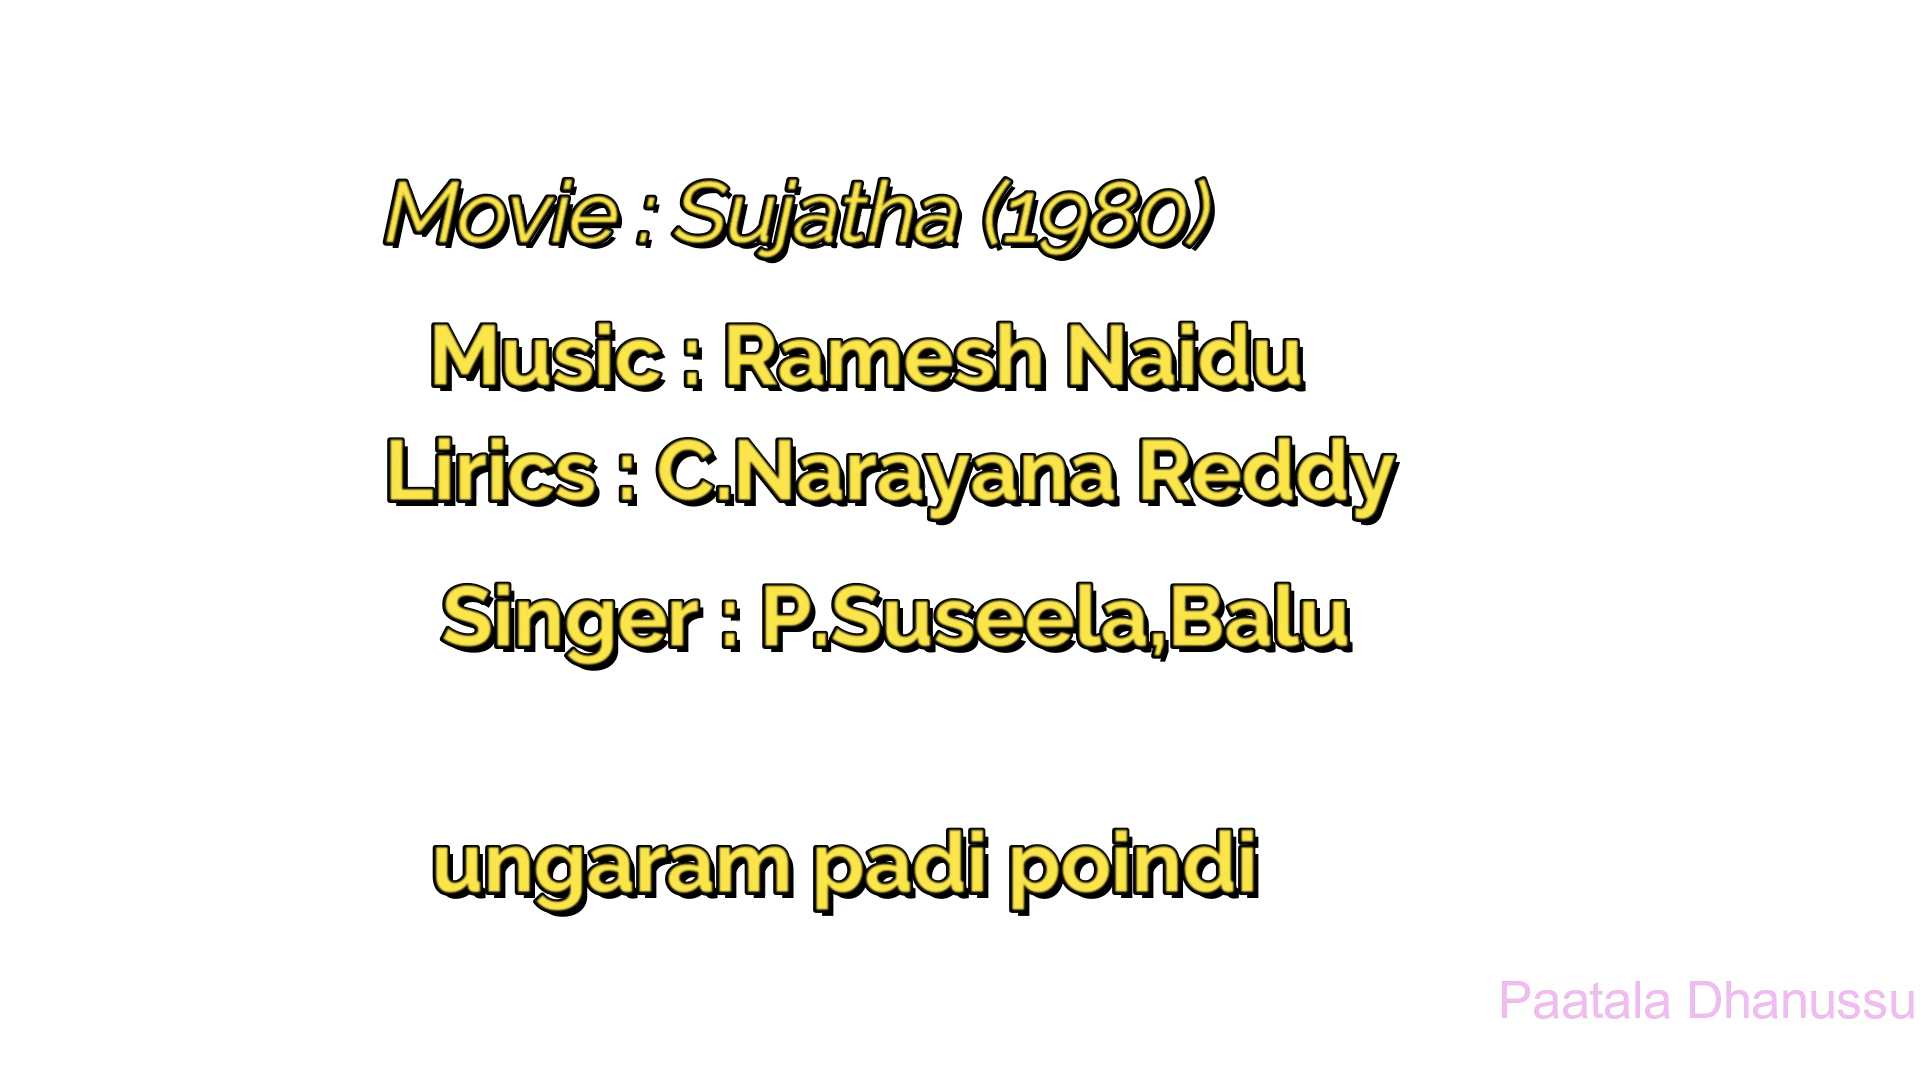 Movie : Sujatha (1980)
Music : Ramesh Naidu
Lirics : C.Narayana Reddy
Singer : P.Suseela,Balu
ungaram padi poindi
Paatala Dhanussu